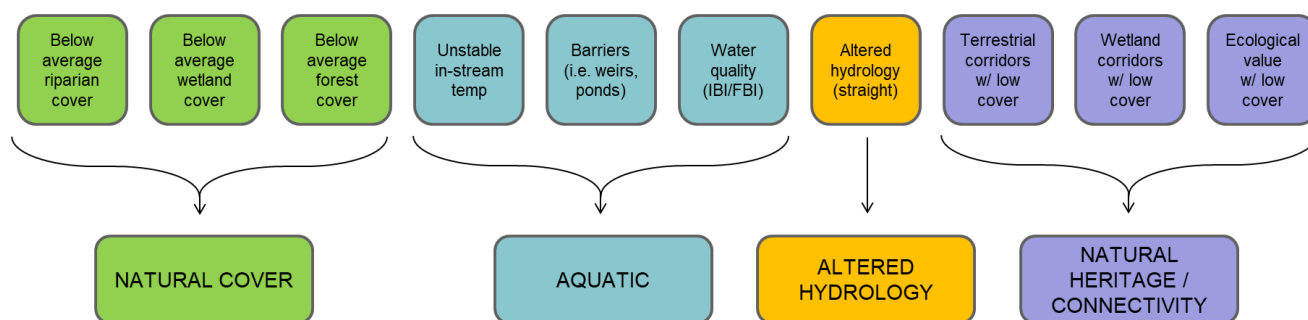 Below
average
riparian
cover
Below
average
wetland
cover
Below
average
forest
cover
Unstable
in-stream
temp
Barriers
(i.e. weirs,
ponds)
Water
quality
(IBI/FBI)
Altered
hydrology
(straight)
Terrestrial
corridors
w/ low
cover
Wetland
corridors
w/ low
cover
Ecological
value
w/ low
cover
NATURAL COVER
AQUATIC
ALTERED
HYDROLOGY
NATURAL
HERITAGE /
CONNECTIVITY